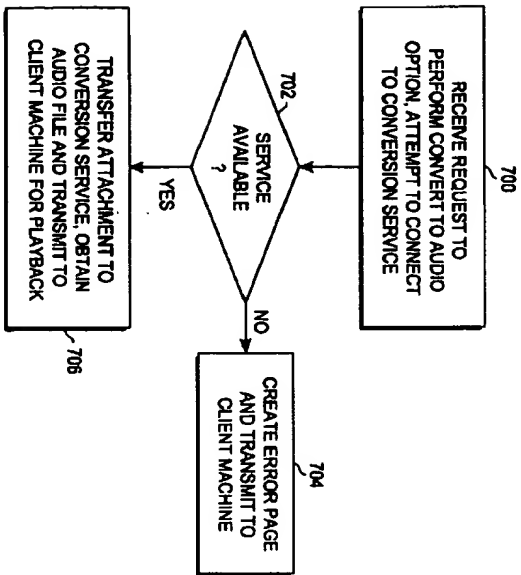 700
RECEIVE REQUEST TO
PERFORM CONVERT TO AUDIO
OPTION, ATTEMPT TO CONNECT
TO CONVERSION SERVICE
702
SERVICE
AVAILABLE
?
NO
YES
704
CREATE ERROR PAGE
AND TRANSMIT TO
CLIENT MACHINE
TRANSFER ATTACHMENT TO
CONVERSION SERVICE, OBTAIN
AUDIO FILE AND TRANSMIT TO
CLIENT MACHINE FOR PLAYBACK
706